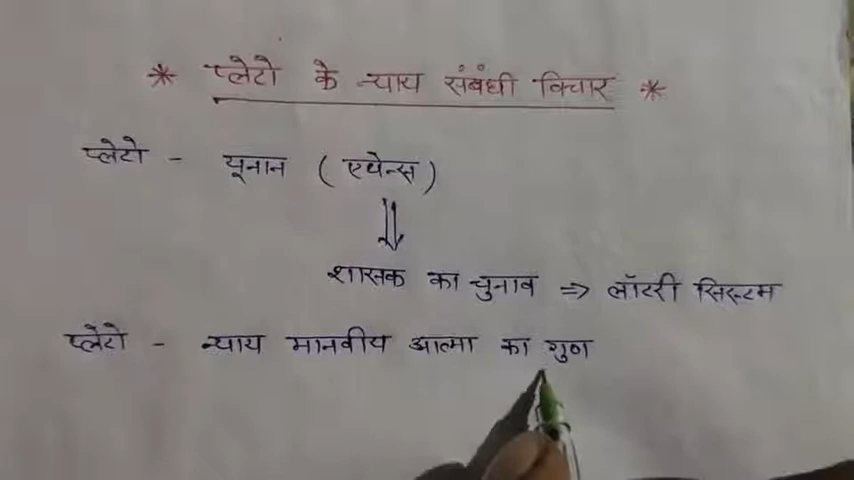 * प्लेटो के न्याय संबंधी विचार *
प्लेटो - यूनान ( एथेन्स )
⇓
शासक का चुनाव ⇒ लॉटरी सिस्टम
प्लेटो - न्याय मानवीय आत्मा का गुण